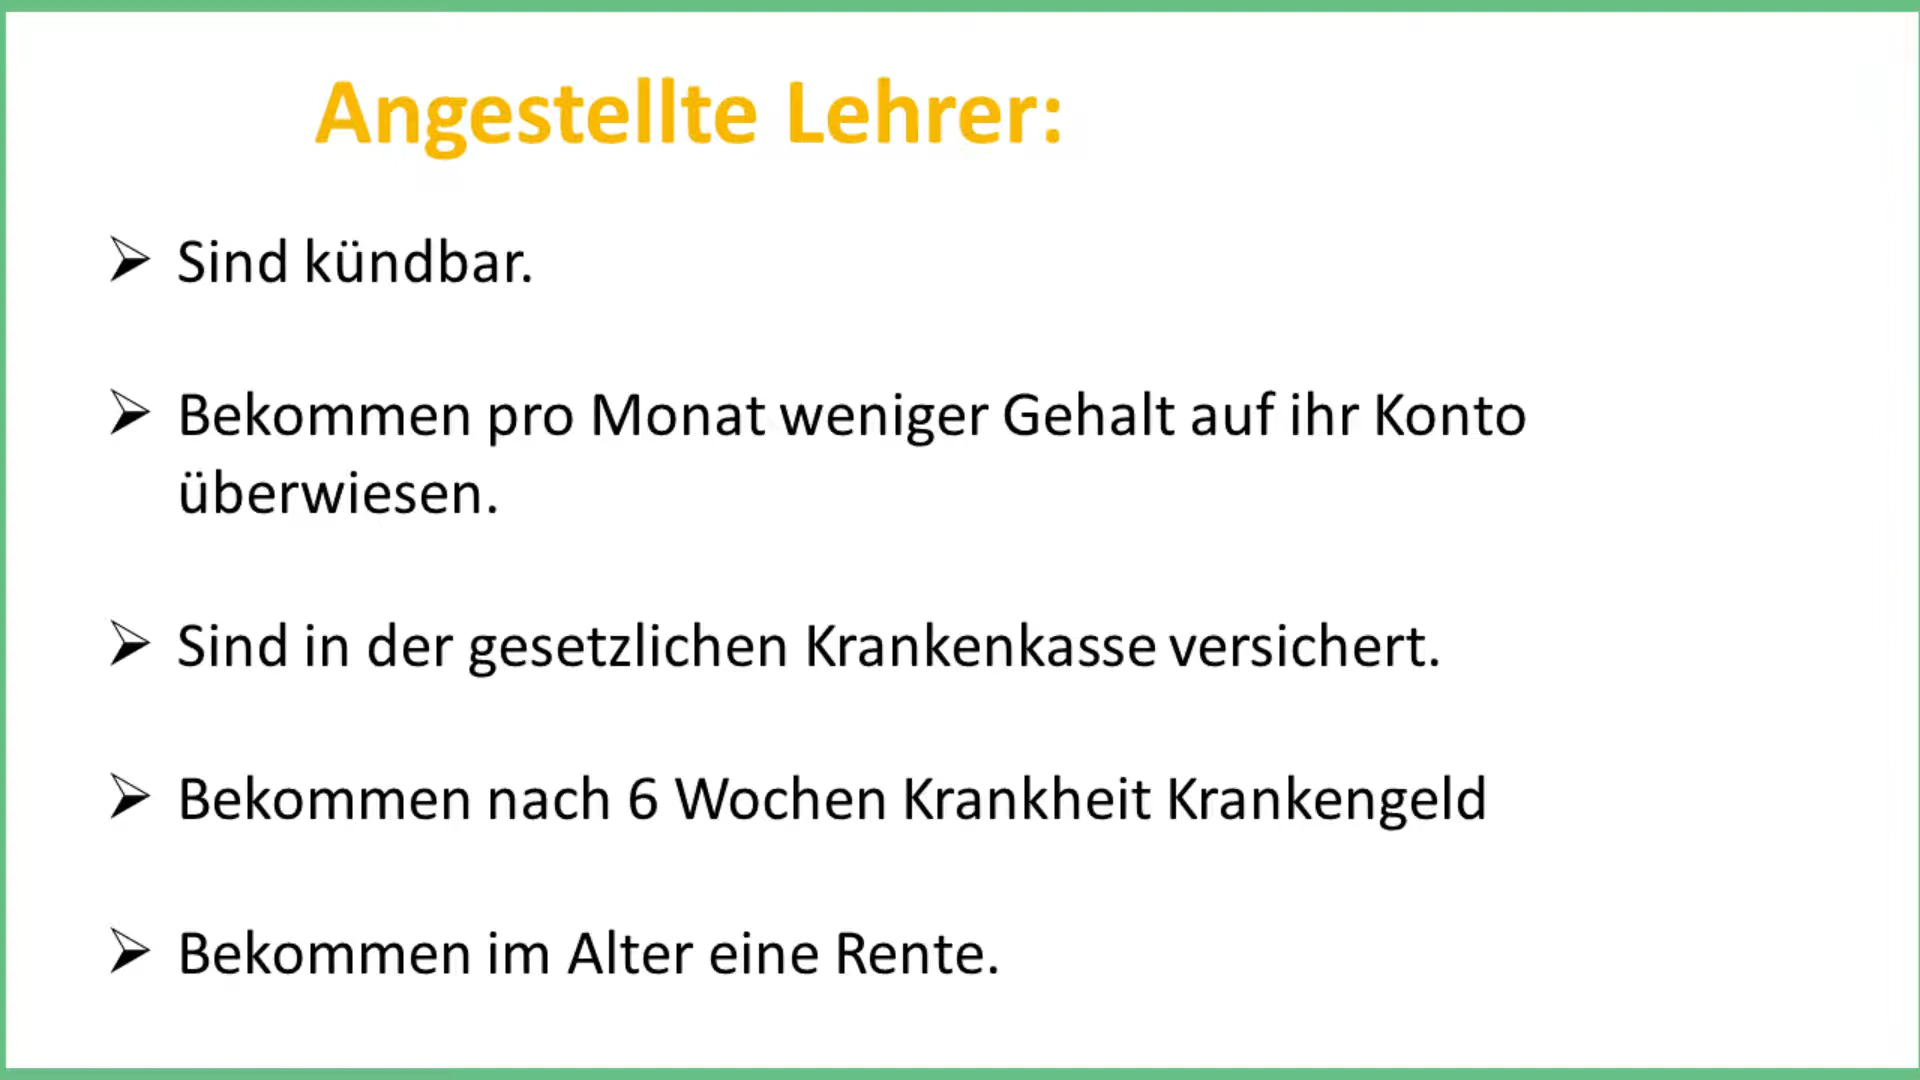 Angestellte Lehrer:
Sind kündbar.
Bekommen pro Monat weniger Gehalt auf ihr Konto
überwiesen.
Sind in der gesetzlichen Krankenkasse versichert.
Bekommen nach 6 Wochen Krankheit Krankengeld
Bekommen im Alter eine Rente.